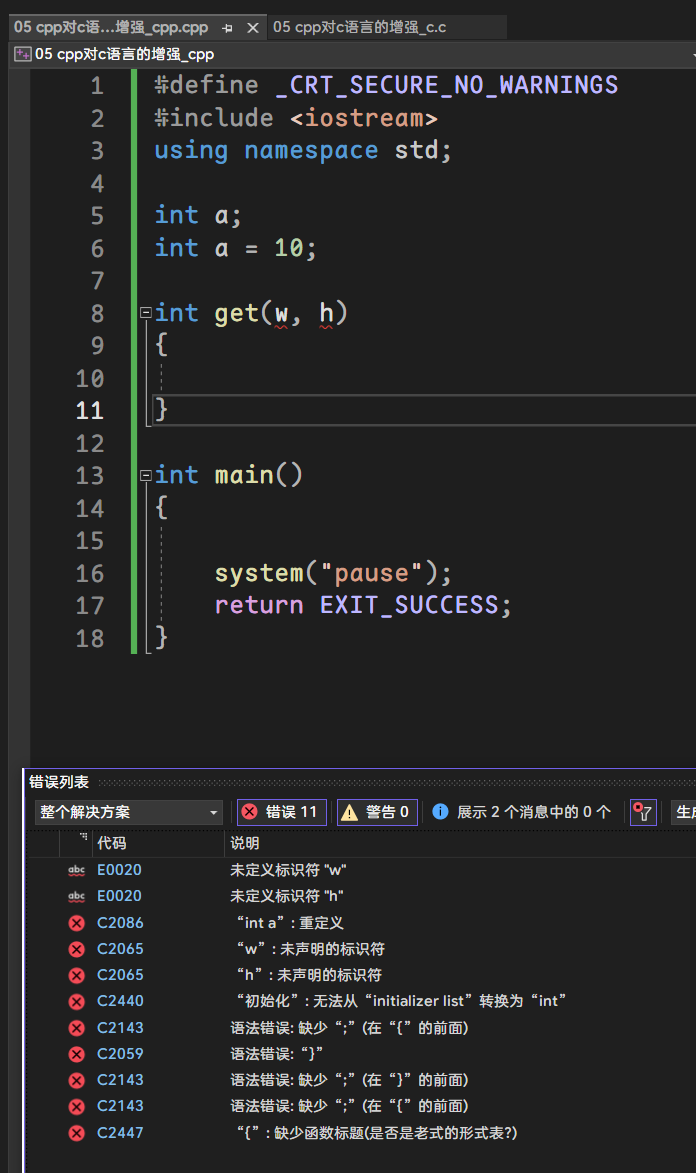 05 cpp对c语...增强_cpp.cpp 05 cpp对c语言的增强_c.c
05 cpp对c语言的增强_cpp
1 #define _CRT_SECURE_NO_WARNINGS
2 #include <iostream>
3 using namespace std;
4
5 int a;
6 int a = 10;
7
8 int get(w, h)
9 {
10
11 }
12
13 int main()
14 {
15
16 system("pause");
17 return EXIT_SUCCESS;
18 }
错误列表
整个解决方案 错误 11 警告 0 展示 2 个消息中的 0 个
代码 说明
abc E0020 未定义标识符 "w"
abc E0020 未定义标识符 "h"
C2086 “int a”: 重定义
C2065 “w”: 未声明的标识符
C2065 “h”: 未声明的标识符
C2440 “初始化”: 无法从“initializer list”转换为“int”
C2143 语法错误: 缺少“;”(在“{”的前面)
C2059 语法错误:“}”
C2143 语法错误: 缺少“;”(在“}”的前面)
C2143 语法错误: 缺少“;”(在“{”的前面)
C2447 “{”: 缺少函数标题(是否是老式的形式表?)